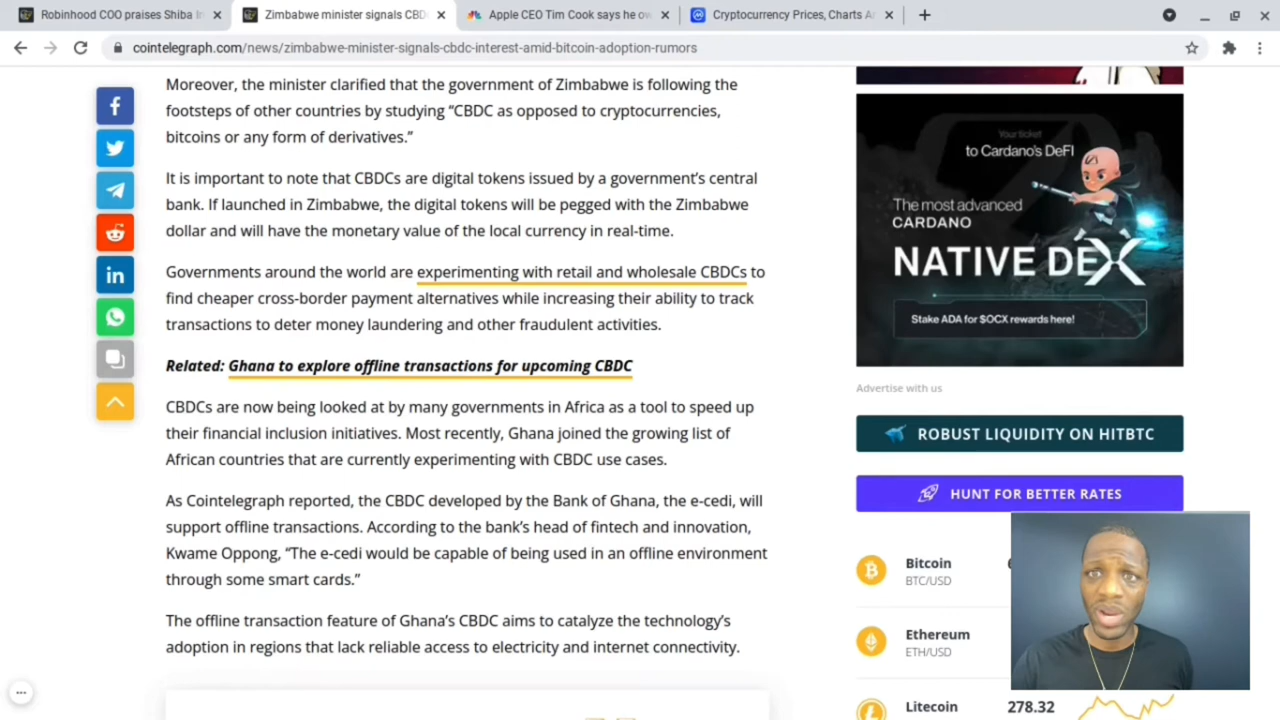 Robinhood COO praises Shiba In
Zimbabwe minister signals CBD
Apple CEO Tim Cook says he ow
Cryptocurrency Prices, Charts A
cointelegraph.com/news/zimbabwe-minister-signals-cbdc-interest-amid-bitcoin-adoption-rumors
Moreover, the minister clarified that the government of Zimbabwe is following the
footsteps of other countries by studying “CBDC as opposed to cryptocurrencies,
bitcoins or any form of derivatives.”
It is important to note that CBDCs are digital tokens issued by a government’s central
bank. If launched in Zimbabwe, the digital tokens will be pegged with the Zimbabwe
dollar and will have the monetary value of the local currency in real-time.
Governments around the world are experimenting with retail and wholesale CBDCs to
find cheaper cross-border payment alternatives while increasing their ability to track
transactions to deter money laundering and other fraudulent activities.
Related: Ghana to explore offline transactions for upcoming CBDC
CBDCs are now being looked at by many governments in Africa as a tool to speed up
their financial inclusion initiatives. Most recently, Ghana joined the growing list of
African countries that are currently experimenting with CBDC use cases.
As Cointelegraph reported, the CBDC developed by the Bank of Ghana, the e-cedi, will
support offline transactions. According to the bank’s head of fintech and innovation,
Kwame Oppong, “The e-cedi would be capable of being used in an offline environment
through some smart cards.”
The offline transaction feature of Ghana’s CBDC aims to catalyze the technology’s
adoption in regions that lack reliable access to electricity and internet connectivity.
Your ticket
to Cardano's DeFI
The most advanced
CARDANO
NATIVE DEX
Stake ADA for $OCX rewards here!
Advertise with us
ROBUST LIQUIDITY ON HITBTC
HUNT FOR BETTER RATES
Bitcoin
BTC/USD
Ethereum
ETH/USD
Litecoin 278.32